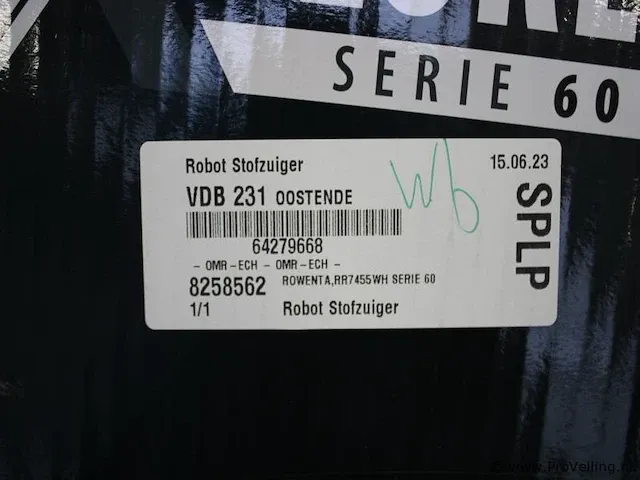 SERIE 60
Robot Stofzuiger
15.06.23
VDB 231 OOSTENDE
Wb
64279668
- OMR-ECH - OMR-ECH -
8258562 ROWENTA,RR7455WH SERIE 60
1/1 Robot Stofzuiger
SPLP